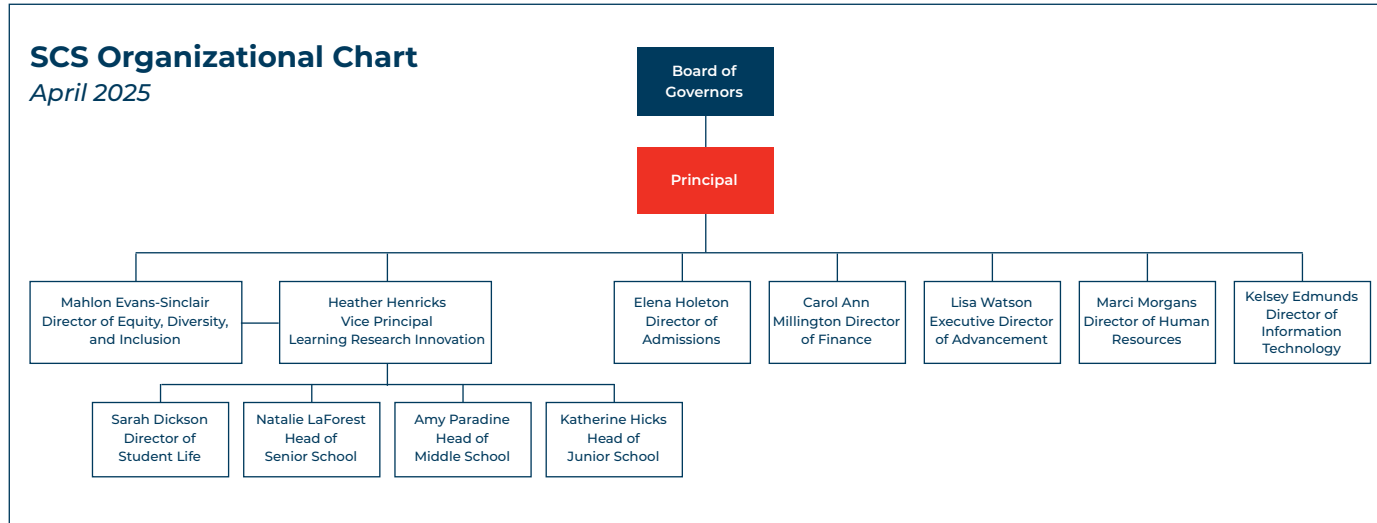 SCS Organizational Chart
April 2025
Board of
Governors
Principal
Mahlon Evans-Sinclair
Director of Equity, Diversity,
and Inclusion
Heather Henricks
Vice Principal
Learning Research Innovation
Elena Holeton
Director of
Admissions
Carol Ann
Millington Director
of Finance
Lisa Watson
Executive Director
of Advancement
Marci Morgans
Director of Human
Resources
Kelsey Edmunds
Director of
Information
Technology
Sarah Dickson
Director of
Student Life
Natalie LaForest
Head of
Senior School
Amy Paradine
Head of
Middle School
Katherine Hicks
Head of
Junior School